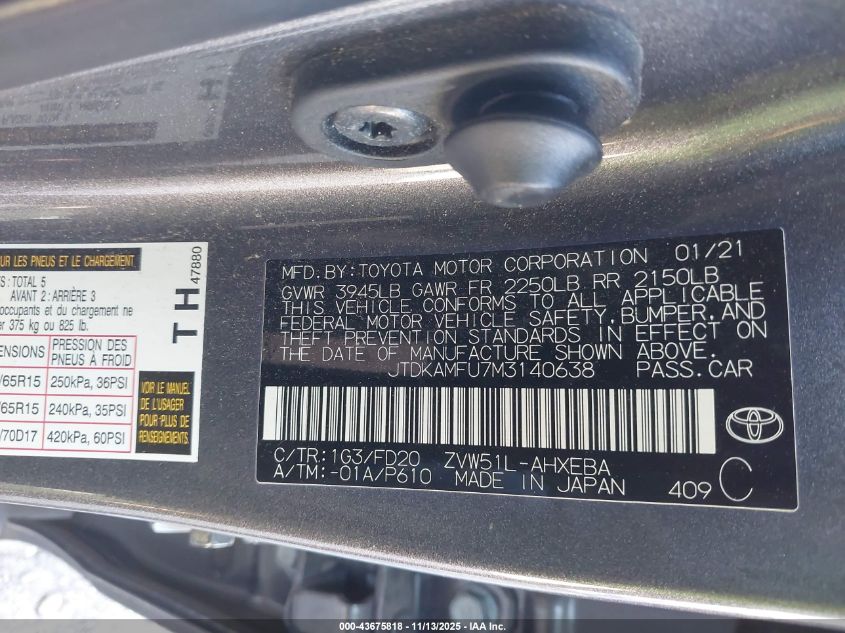 UR LES PNEUS ET LE CHARGEMENT
TOTAL 5
AVANT 2 : ARRIÈRE 3
occupants et du chargement ne
er 375 kg ou 825 lb.
ENSIONS PRESSION DES PNEUS À FROID
/65R15 250kPa, 36PSI
/65R15 240kPa, 35PSI
/70D17 420kPa, 60PSI
VOIR LE MANUEL
DE L'USAGER
POUR PLUS DE
RENSEIGNEMENTS.
TH 47880
MFD. BY: TOYOTA MOTOR CORPORATION 01/21
GVWR 3945LB GAWR FR 2250LB RR 2150LB
THIS VEHICLE CONFORMS TO ALL APPLICABLE
FEDERAL MOTOR VEHICLE SAFETY, BUMPER, AND
THEFT PREVENTION STANDARDS IN EFFECT ON
THE DATE OF MANUFACTURE SHOWN ABOVE.
JTDKAMFU7M3140638 PASS. CAR
C/TR: 1G3/FD20 ZVW51L-AHXEBA
A/TM: -01A/P610 MADE IN JAPAN 409 C
000-43675818 - 11/13/2025 - IAA Inc.